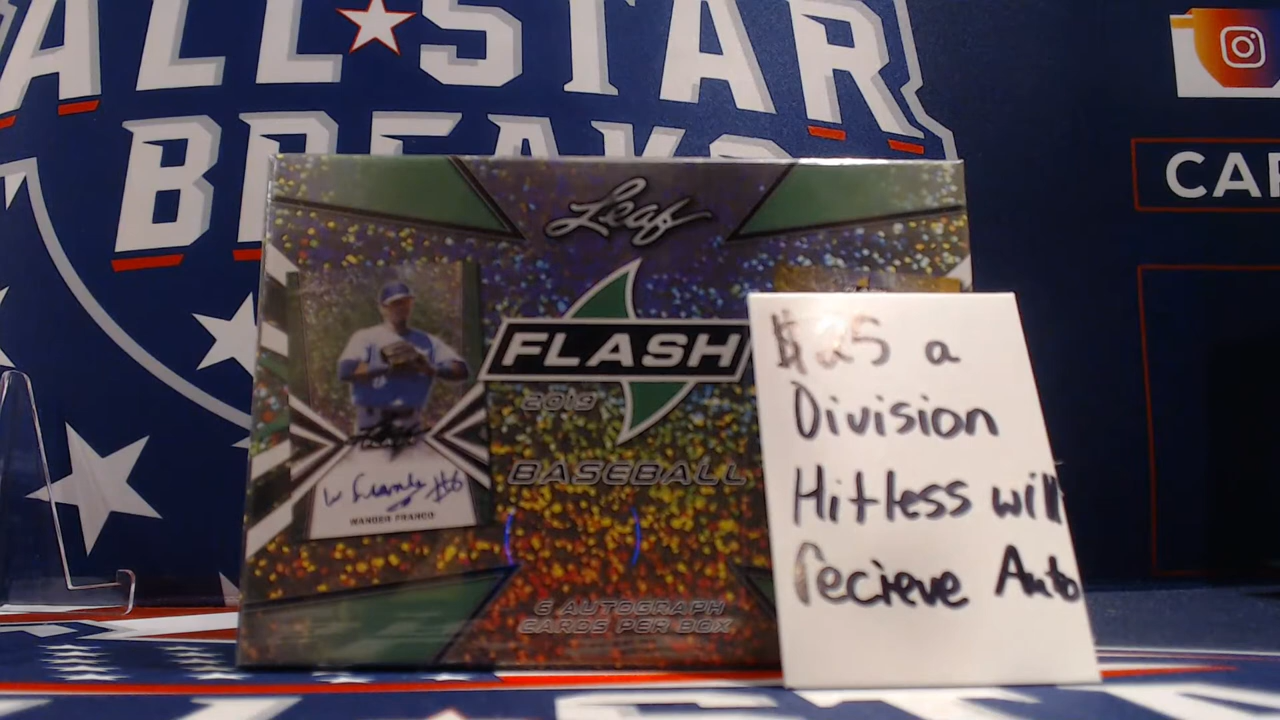 ALL★STAR
BREAKS
CAR
Leaf
FLASH
2019
BASEBALL
WANDER FRANCO
6 AUTOGRAPH
CARDS PER BOX
$25 a
Division
Hitless will
recieve Auto